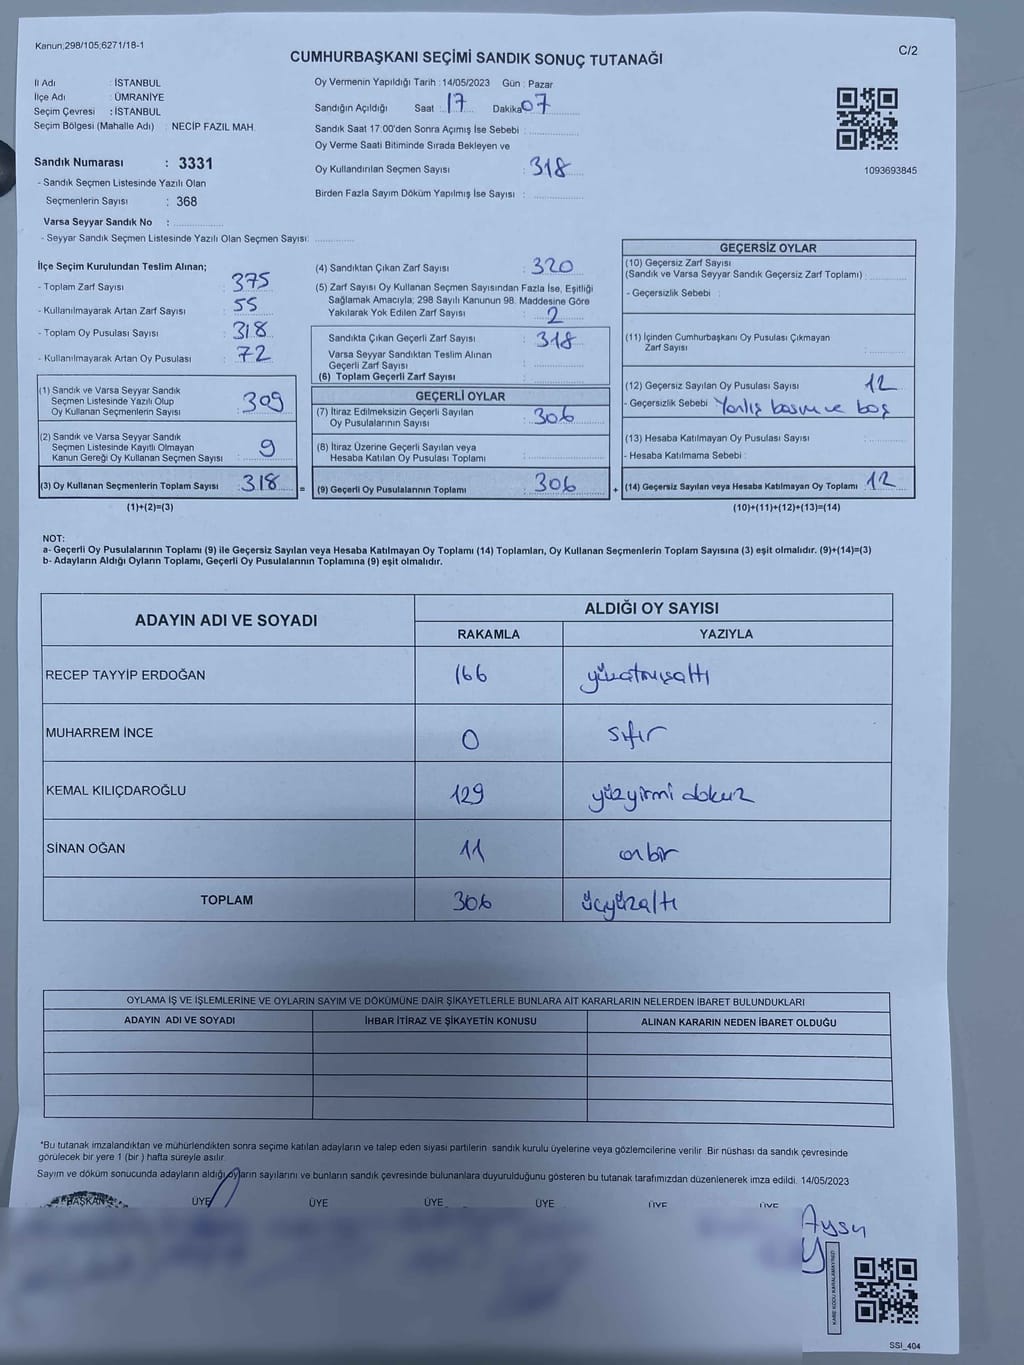 Kanun;298/105;6271/18-1
C/2
CUMHURBAŞKANI SEÇİMİ SANDIK SONUÇ TUTANAĞI
İl Adı : İSTANBUL
İlçe Adı : ÜMRANİYE
Seçim Çevresi : İSTANBUL
Seçim Bölgesi (Mahalle Adı) : NECİP FAZIL MAH.
Sandık Numarası : 3331
- Sandık Seçmen Listesinde Yazılı Olan
Seçmenlerin Sayısı : 368
Varsa Seyyar Sandık No :
- Seyyar Sandık Seçmen Listesinde Yazılı Olan Seçmen Sayısı:
Oy Vermenin Yapıldığı Tarih : 14/05/2023 Gün : Pazar
Sandığın Açıldığı Saat : 17 Dakika 07
Sandık Saat 17:00'den Sonra Açımış İse Sebebi :
Oy Verme Saati Bitiminde Sırada Bekleyen ve
Oy Kullandırılan Seçmen Sayısı : 318
Birden Fazla Sayım Döküm Yapılmış İse Sayısı :
1093693845
İlçe Seçim Kurulundan Teslim Alınan;
- Toplam Zarf Sayısı : 375
- Kullanılmayarak Artan Zarf Sayısı : 55
- Toplam Oy Pusulası Sayısı : 318
- Kullanılmayarak Artan Oy Pusulası : 72
(1) Sandık ve Varsa Seyyar Sandık
Seçmen Listesinde Yazılı Olup
Oy Kullanan Seçmenlerin Sayısı : 309
(2) Sandık ve Varsa Seyyar Sandık
Seçmen Listesinde Kayıtlı Olmayan
Kanun Gereği Oy Kullanan Seçmen Sayısı : 9
(3) Oy Kullanan Seçmenlerin Toplam Sayısı : 318
(1)+(2)=(3)
(4) Sandıktan Çıkan Zarf Sayısı : 320
(5) Zarf Sayısı Oy Kullanan Seçmen Sayısından Fazla İse, Eşitliği
Sağlamak Amacıyla; 298 Sayılı Kanunun 98. Maddesine Göre
Yakılarak Yok Edilen Zarf Sayısı : 2
Sandıkta Çıkan Geçerli Zarf Sayısı : 318
Varsa Seyyar Sandıktan Teslim Alınan
Geçerli Zarf Sayısı :
(6) Toplam Geçerli Zarf Sayısı :
GEÇERLİ OYLAR
(7) İtiraz Edilmeksizin Geçerli Sayılan
Oy Pusulalarının Sayısı : 306
(8) İtiraz Üzerine Geçerli Sayılan veya
Hesaba Katılan Oy Pusulası Toplamı :
= (9) Geçerli Oy Pusulalarının Toplamı : 306
GEÇERSİZ OYLAR
(10) Geçersiz Zarf Sayısı
(Sandık ve Varsa Seyyar Sandık Geçersiz Zarf Toplamı) :
- Geçersizlik Sebebi :
(11) İçinden Cumhurbaşkanı Oy Pusulası Çıkmayan
Zarf Sayısı :
(12) Geçersiz Sayılan Oy Pusulası Sayısı : 12
- Geçersizlik Sebebi : Yanlış basım ve boş
(13) Hesaba Katılmayan Oy Pusulası Sayısı :
- Hesaba Katılmama Sebebi :
+ (14) Geçersiz Sayılan veya Hesaba Katılmayan Oy Toplamı : 12
(10)+(11)+(12)+(13)=(14)
NOT:
a- Geçerli Oy Pusulalarının Toplamı (9) ile Geçersiz Sayılan veya Hesaba Katılmayan Oy Toplamı (14) Toplamları, Oy Kullanan Seçmenlerin Toplam Sayısına (3) eşit olmalıdır. (9)+(14)=(3)
b- Adayların Aldığı Oyların Toplamı, Geçerli Oy Pusulalarının Toplamına (9) eşit olmalıdır.
ADAYIN ADI VE SOYADI ALDIĞI OY SAYISI
RAKAMLA YAZIYLA
RECEP TAYYİP ERDOĞAN 166 yüzatmışaltı
MUHARREM İNCE 0 sıfır
KEMAL KILIÇDAROĞLU 129 yüzyirmi dokuz
SİNAN OĞAN 11 onbir
TOPLAM 306 üçyüzaltı
OYLAMA İŞ VE İŞLEMLERİNE VE OYLARIN SAYIM VE DÖKÜMÜNE DAİR ŞİKAYETLERLE BUNLARA AİT KARARLARIN NELERDEN İBARET BULUNDUKLARI
ADAYIN ADI VE SOYADI İHBAR İTİRAZ VE ŞİKAYETİN KONUSU ALINAN KARARIN NEDEN İBARET OLDUĞU
*Bu tutanak imzalandıktan ve mühürlendikten sonra seçime katılan adayların ve talep eden siyasi partilerin sandık kurulu üyelerine veya gözlemcilerine verilir. Bir nüshası da sandık çevresinde
görülecek bir yere 1 (bir) hafta süreyle asılır.
Sayım ve döküm sonucunda adayların aldığı oyların sayılarını ve bunların sandık çevresinde bulunanlara duyurulduğunu gösteren bu tutanak tarafımızdan düzenlenerek imza edildi. 14/05/2023
BAŞKAN ÜYE ÜYE ÜYE ÜYE ÜYE ÜYE
Aysu
KARE KODU KARALAMAYINIZ!
SSI_404